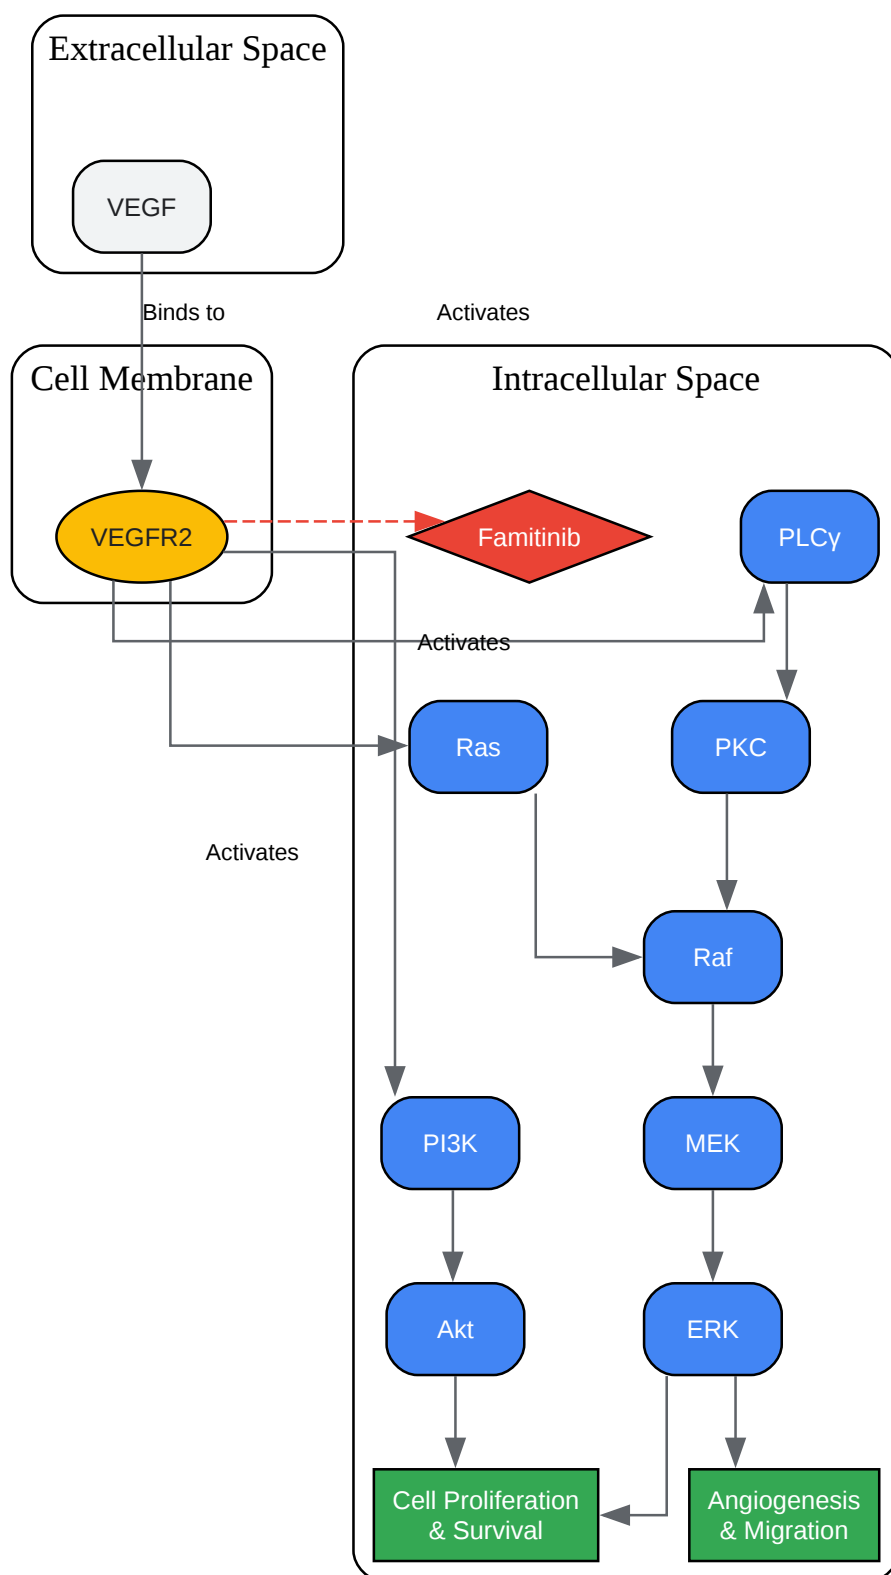 Extracellular Space
VEGF
Binds to
Activates
Cell Membrane
Intracellular Space
VEGFR2
Famitinib
PLCγ
Activates
Ras
PKC
Activates
Raf
PI3K
MEK
Akt
ERK
Cell Proliferation
& Survival
Angiogenesis
& Migration